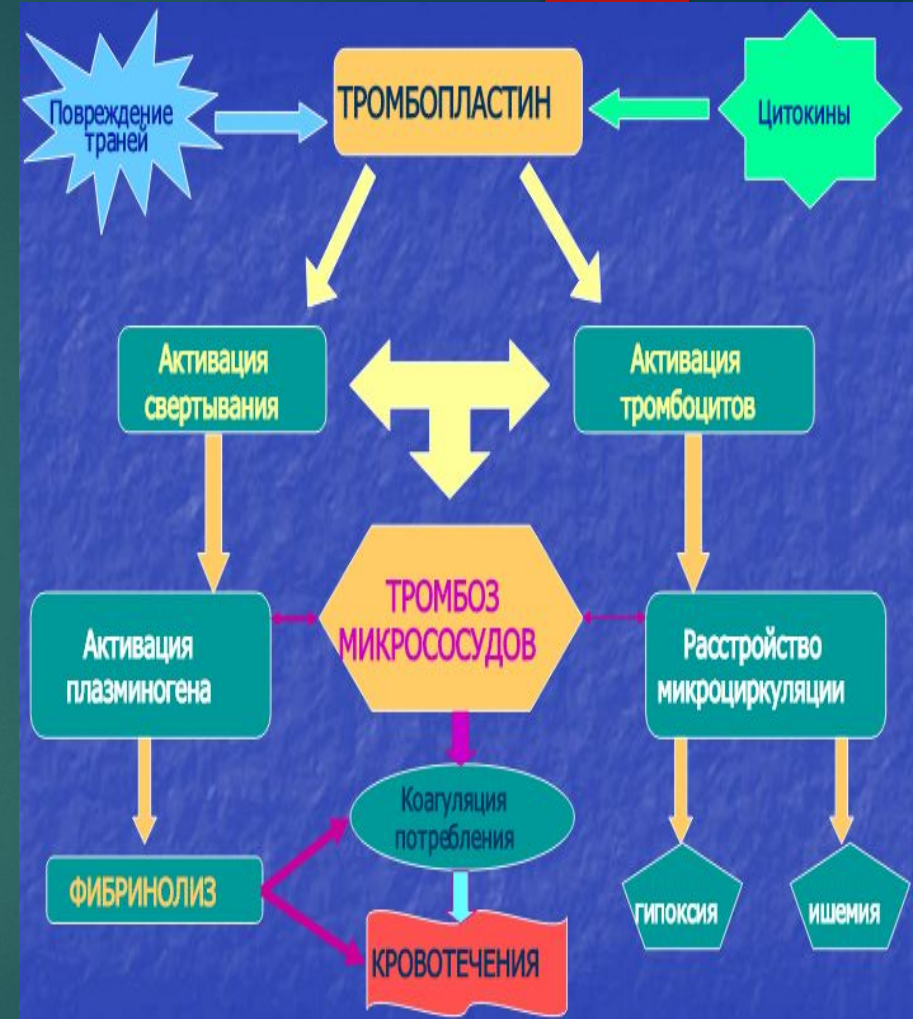 Повреждение
траней
ТРОМБОПЛАСТИН
Цитокины
Активация
свертывания
Активация
тромбоцитов
ТРОМБОЗ
МИКРОСОСУДОВ
Активация
плазминогена
Расстройство
микроциркуляции
Коагуляция
потребления
ФИБРИНОЛИЗ
гипоксия
ишемия
КРОВОТЕЧЕНИЯ